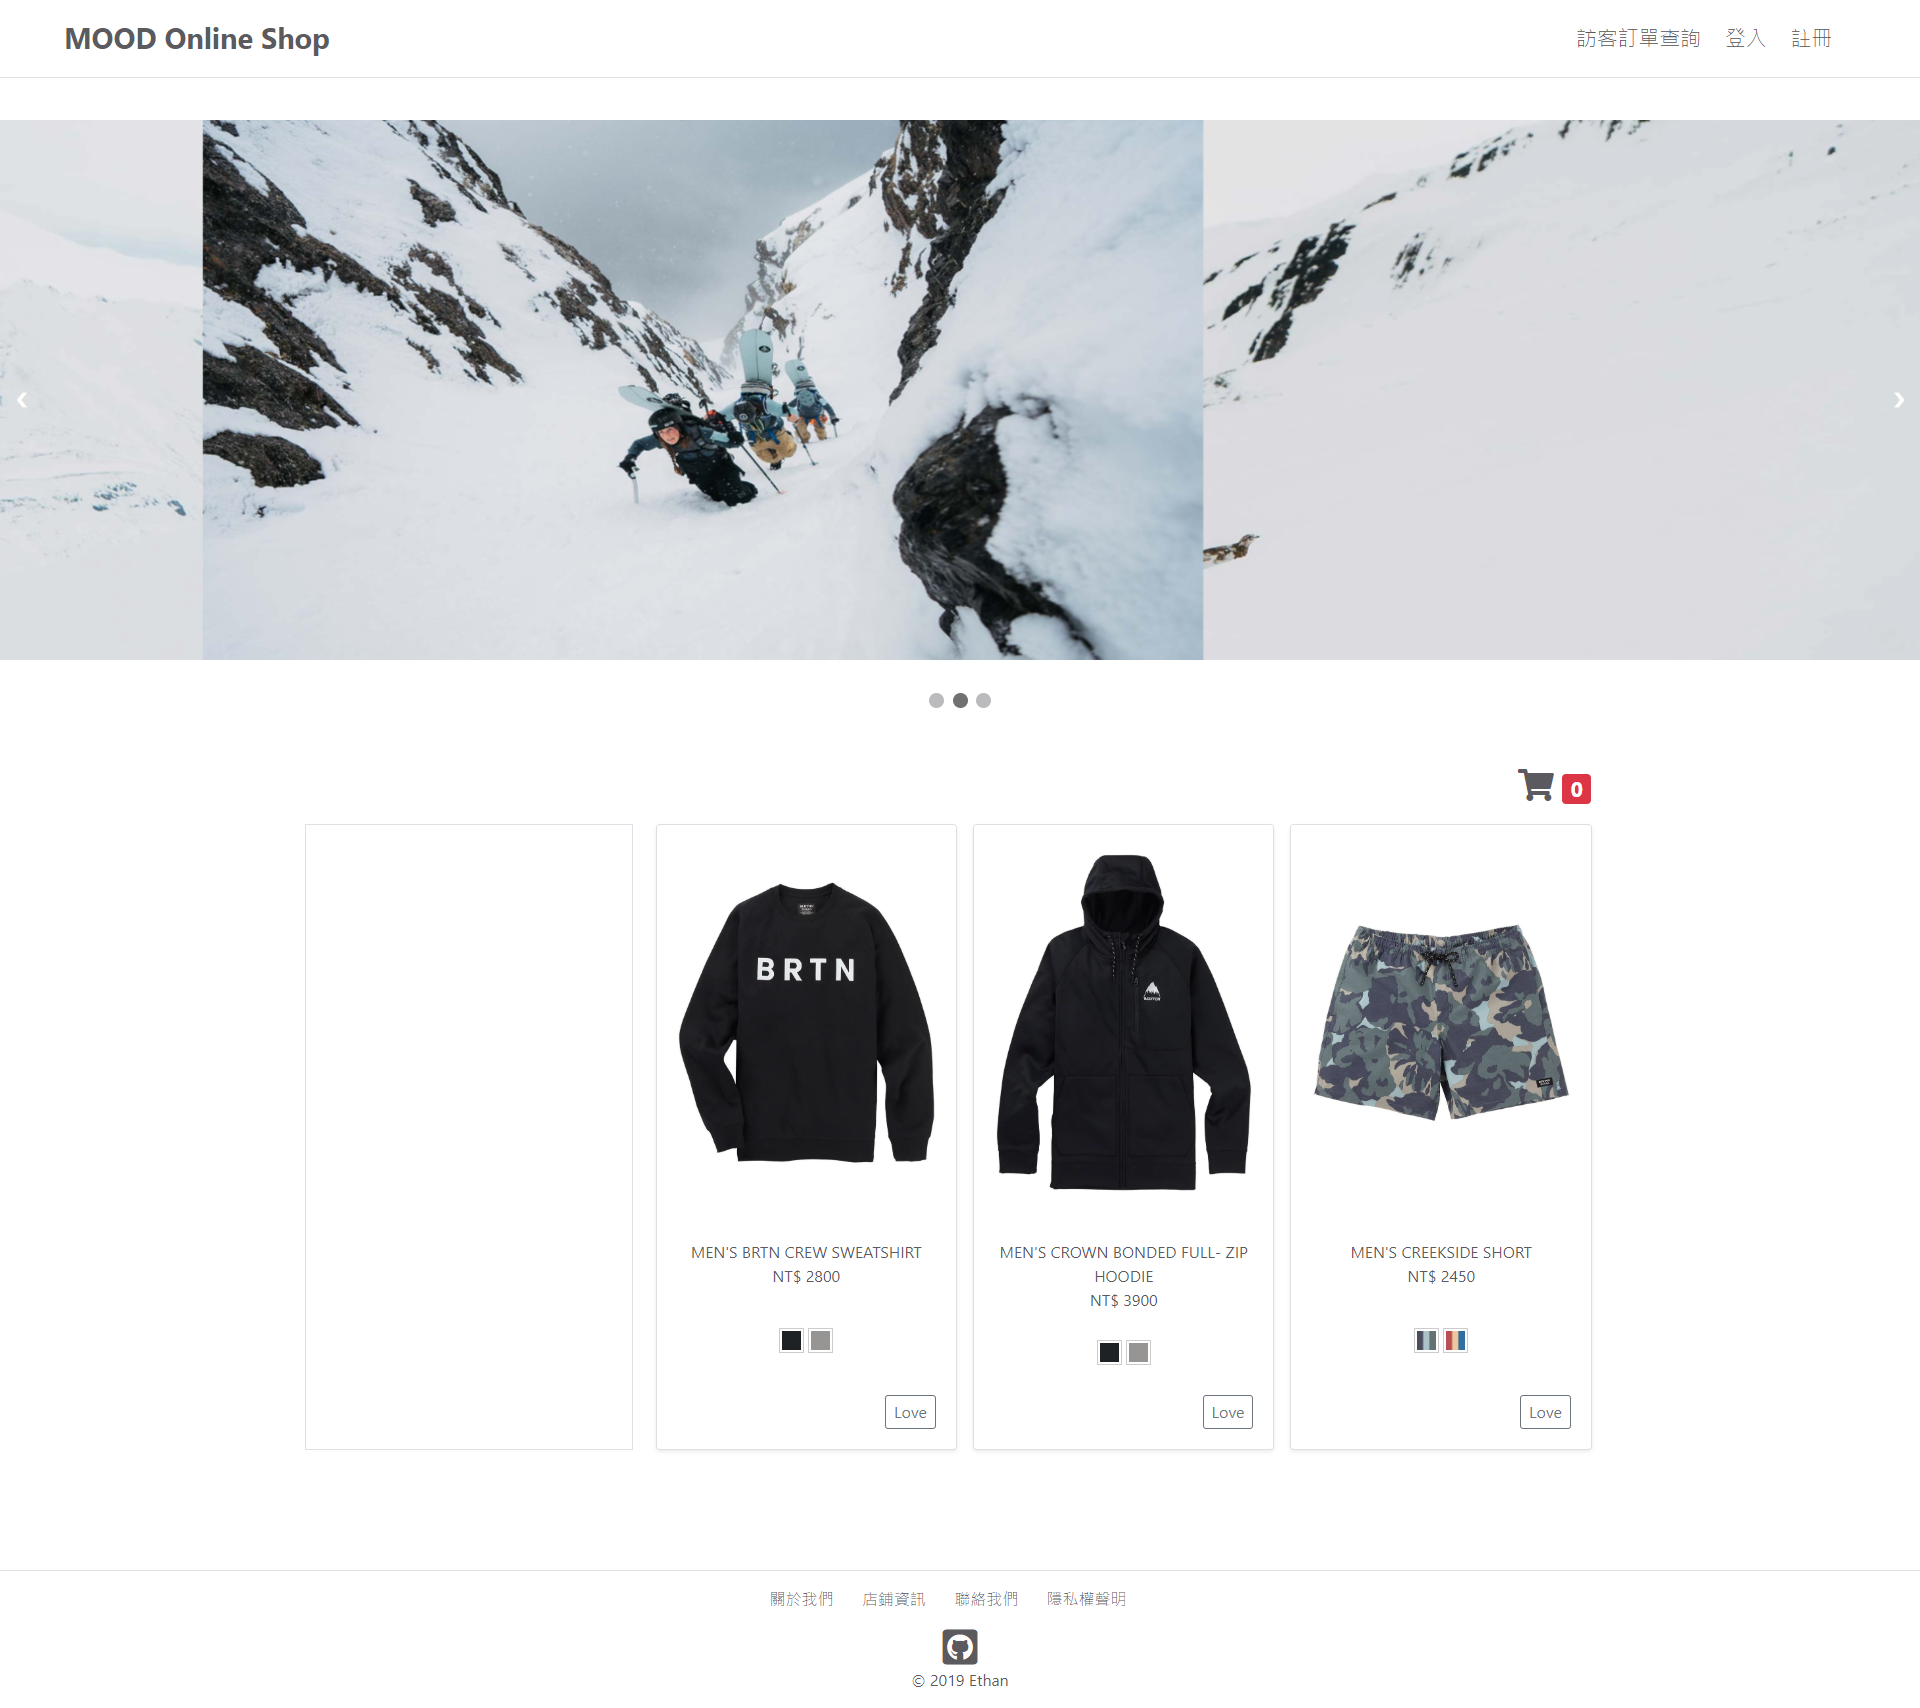 MOOD Online Shop
訪客訂單查詢 登入 註冊
0
BRTN
BURTON
MEN'S BRTN CREW SWEATSHIRT
NT$ 2800
Love
MEN'S CROWN BONDED FULL- ZIP
HOODIE
NT$ 3900
Love
MEN'S CREEKSIDE SHORT
NT$ 2450
Love
關於我們 店鋪資訊 聯絡我們 隱私權聲明
© 2019 Ethan